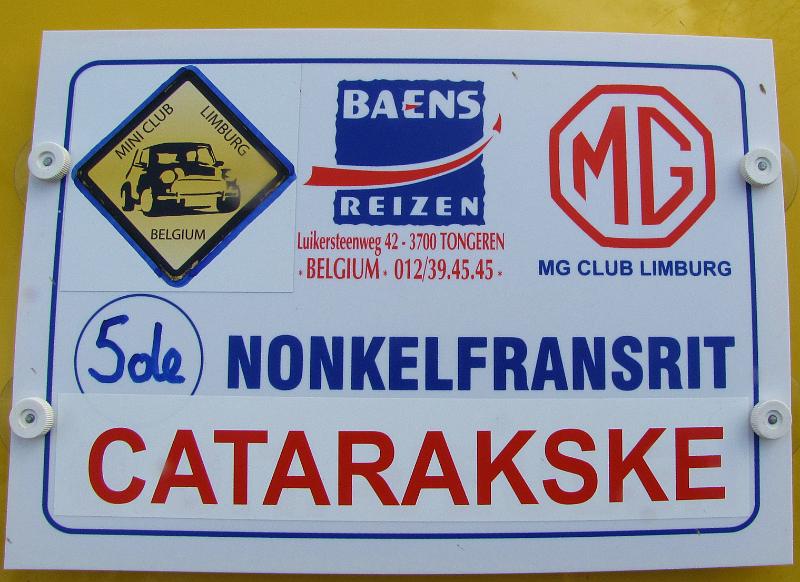 MINI CLUB LIMBURG
BELGIUM
BAENS
REIZEN
Luikersteenweg 42 - 3700 TONGEREN
* BELGIUM * 012/39.45.45 *
MG
MG CLUB LIMBURG
5de NONKELFRANSRIT
CATARAKSKE